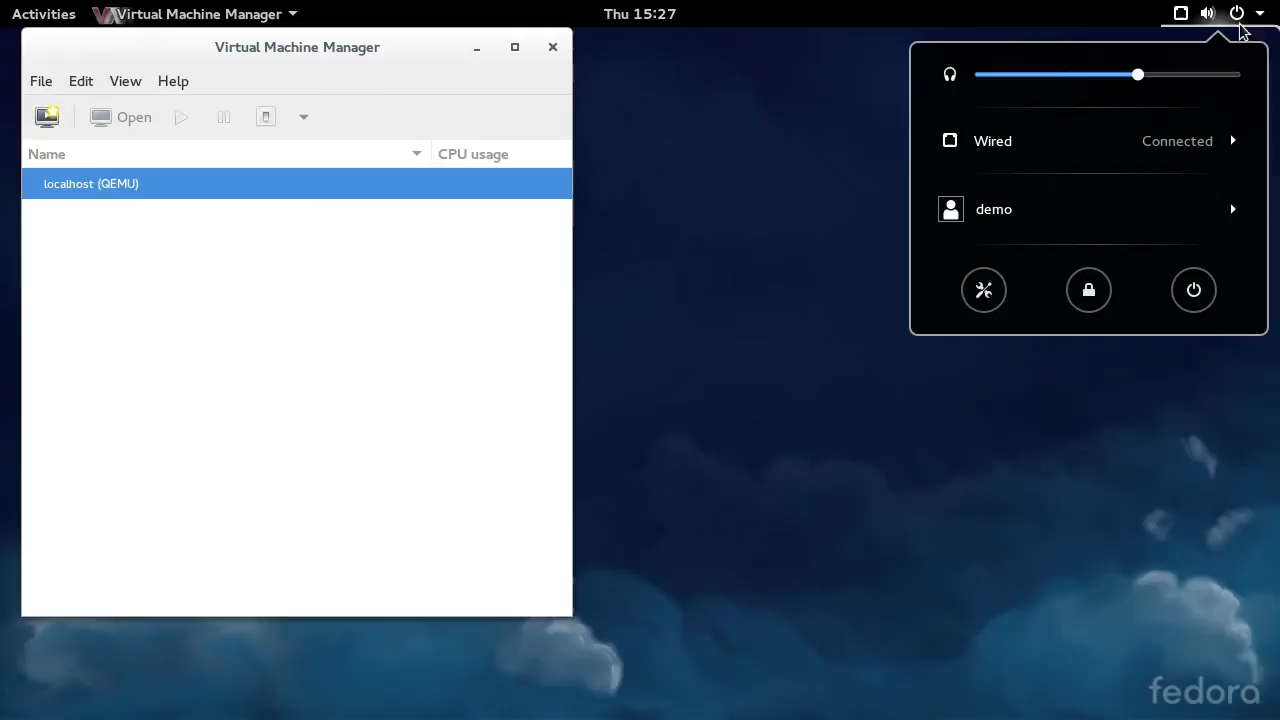 Activities Virtual Machine Manager Thu 15:27
Virtual Machine Manager
File Edit View Help
Open
Name CPU usage
localhost (QEMU)
Wired Connected
demo
fedora